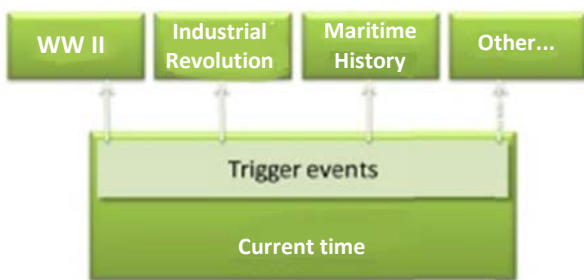 WW II
Industrial
Revolution
Maritime
History
Other...
Trigger events
Current time